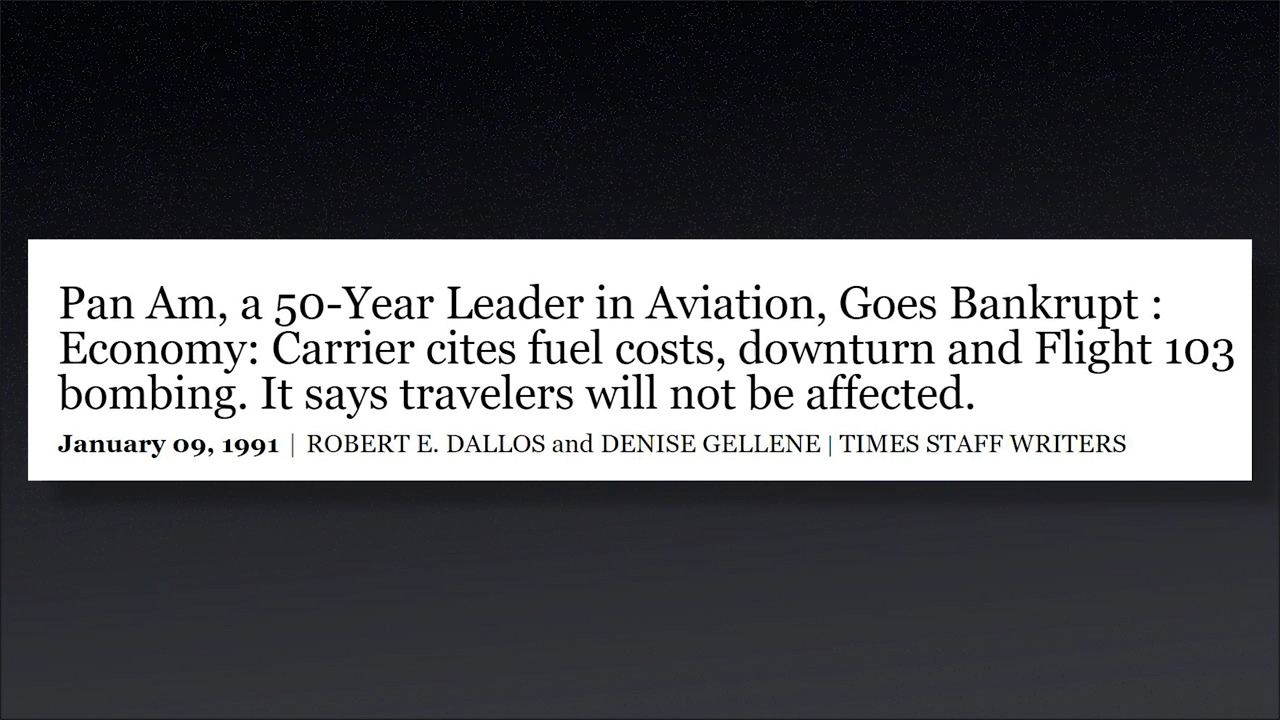 Pan Am, a 50-Year Leader in Aviation, Goes Bankrupt :
Economy: Carrier cites fuel costs, downturn and Flight 103
bombing. It says travelers will not be affected.
January 09, 1991 | ROBERT E. DALLOS and DENISE GELLENE | TIMES STAFF WRITERS